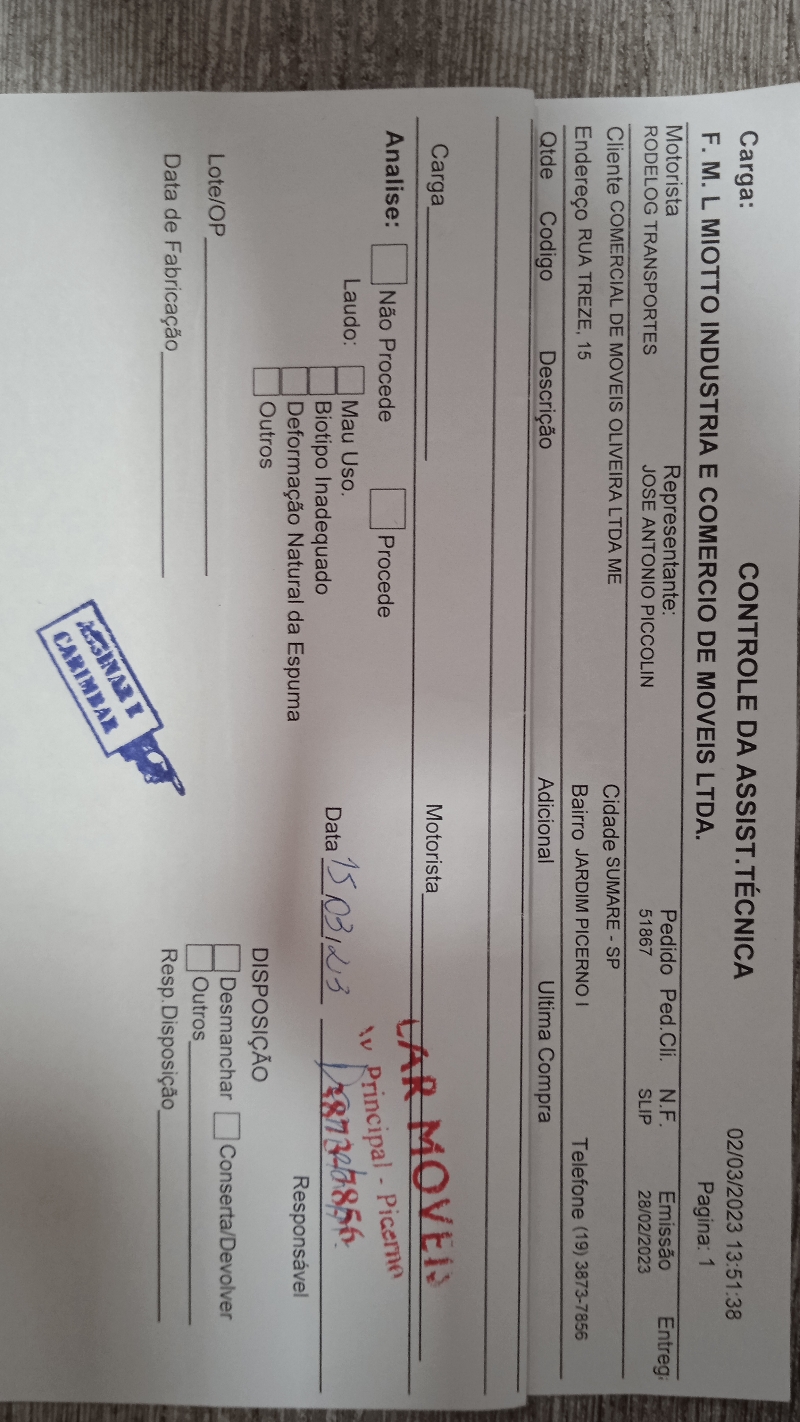 Carga: CONTROLE DA ASSIST.TÉCNICA 02/03/2023 13:51:38
F. M. L MIOTTO INDUSTRIA E COMERCIO DE MOVEIS LTDA. Pagina: 1
Motorista Representante: Pedido Ped.Cli. N.F. Emissão Entreg
RODELOG TRANSPORTES JOSE ANTONIO PICCOLIN 51867 SLIP 28/02/2023
Cliente COMERCIAL DE MOVEIS OLIVEIRA LTDA ME Cidade SUMARE - SP
Endereço RUA TREZE, 15 Bairro JARDIM PICERNO I Telefone (19) 3873-7856
Qtde Codigo Descrição Adicional Ultima Compra
Carga Motorista
LAR MOVEIS
Analise: Não Procede Procede
Av Principal - Picerno
Laudo: Mau Uso. Data 15/03/23 3873-7856
Biotipo Inadequado Responsável
Deformação Natural da Espuma
Outros DISPOSIÇÃO
Desmanchar Conserta/Devolver
Lote/OP Outros
Data de Fabricação Resp.Disposição
ASSINAR E
CARIMBAR